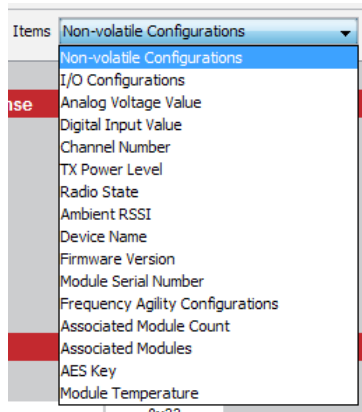 Items Non-volatile Configurations
Non-volatile Configurations
I/O Configurations
nse
Analog Voltage Value
Digital Input Value
Channel Number
TX Power Level
Radio State
Ambient RSSI
Device Name
Firmware Version
Module Serial Number
Frequency Agility Configurations
Associated Module Count
Associated Modules
AES Key
Module Temperature